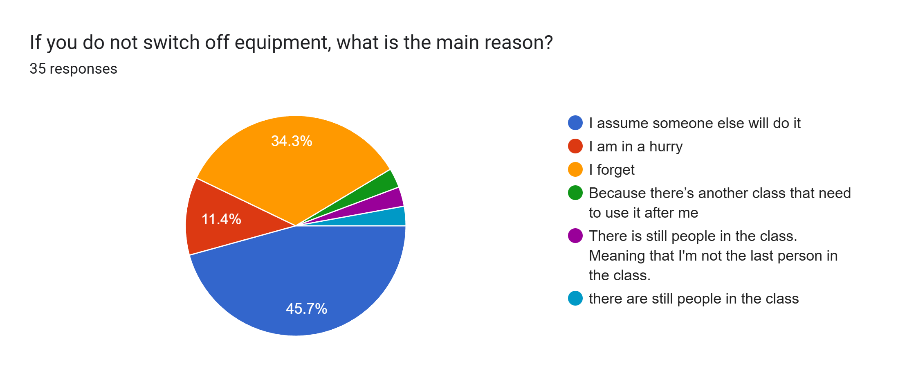 If you do not switch off equipment, what is the main reason?
35 responses
34.3%
11.4%
45.7%
I assume someone else will do it
I am in a hurry
I forget
Because there's another class that need
to use it after me
There is still people in the class.
Meaning that I'm not the last person in
the class.
there are still people in the class